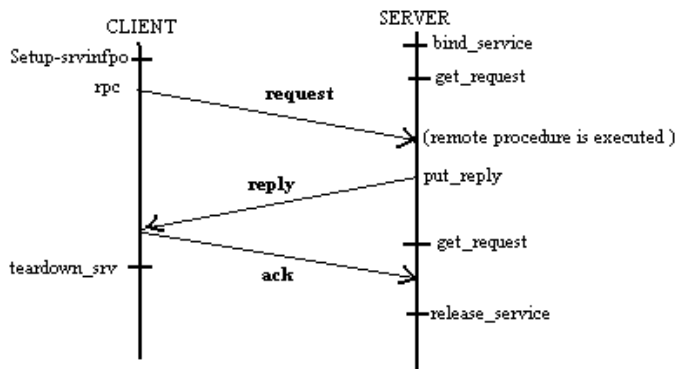 SERVER
CLIENT
bind_service
Setup-srvinfpo
get_request
rpc
request
(remote procedure is executed )
put_reply
reply
get_request
teardown_srv
ack
release_service